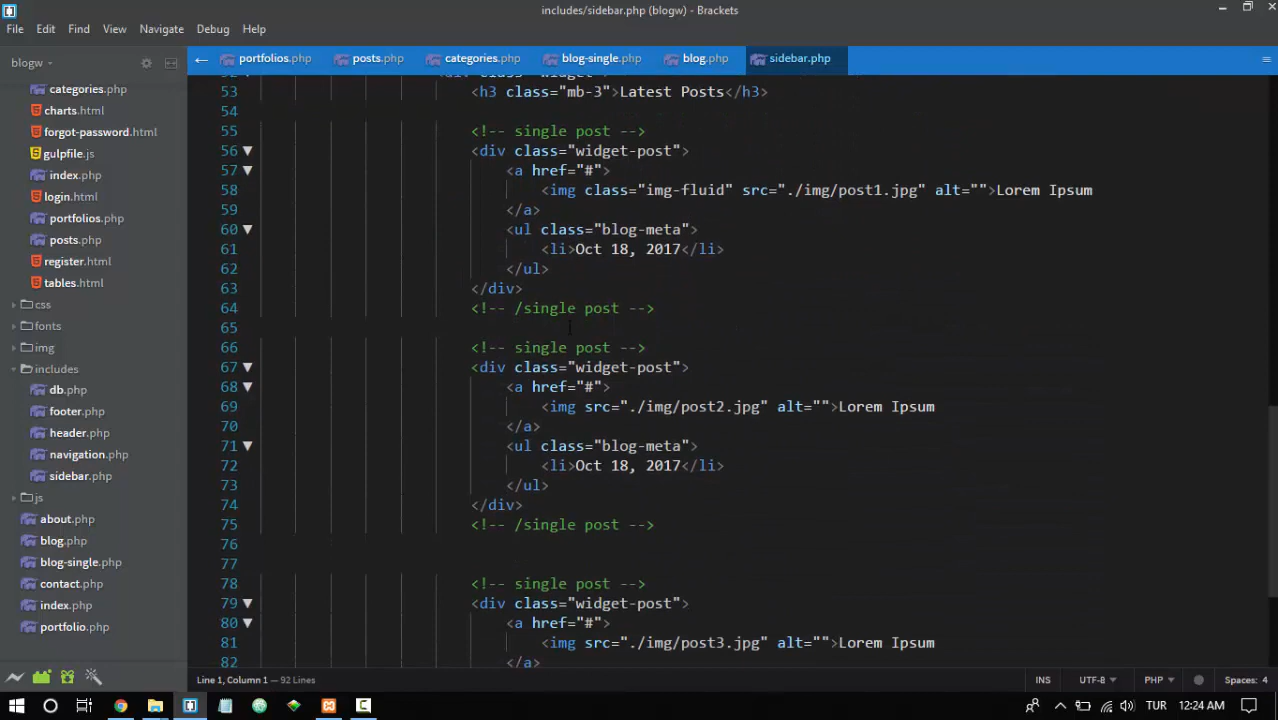 includes/sidebar.php (blogw) - Brackets
File Edit Find View Navigate Debug Help
blogw
portfolios.php posts.php categories.php blog-single.php blog.php sidebar.php
categories.php
charts.html
forgot-password.html
gulpfile.js
index.php
login.html
portfolios.php
posts.php
register.html
tables.html
css
fonts
img
includes
db.php
footer.php
header.php
navigation.php
sidebar.php
js
about.php
blog.php
blog-single.php
contact.php
index.php
portfolio.php
53 <h3 class="mb-3">Latest Posts</h3>
54
55 <!-- single post -->
56 <div class="widget-post">
57 <a href="#">
58 <img class="img-fluid" src="./img/post1.jpg" alt="">Lorem Ipsum
59 </a>
60 <ul class="blog-meta">
61 <li>Oct 18, 2017</li>
62 </ul>
63 </div>
64 <!-- /single post -->
65
66 <!-- single post -->
67 <div class="widget-post">
68 <a href="#">
69 <img src="./img/post2.jpg" alt="">Lorem Ipsum
70 </a>
71 <ul class="blog-meta">
72 <li>Oct 18, 2017</li>
73 </ul>
74 </div>
75 <!-- /single post -->
76
77
78 <!-- single post -->
79 <div class="widget-post">
80 <a href="#">
81 <img src="./img/post3.jpg" alt="">Lorem Ipsum
82 </a>
Line 1, Column 1 — 92 Lines
INS UTF-8 PHP Spaces: 4
TUR 12:24 AM